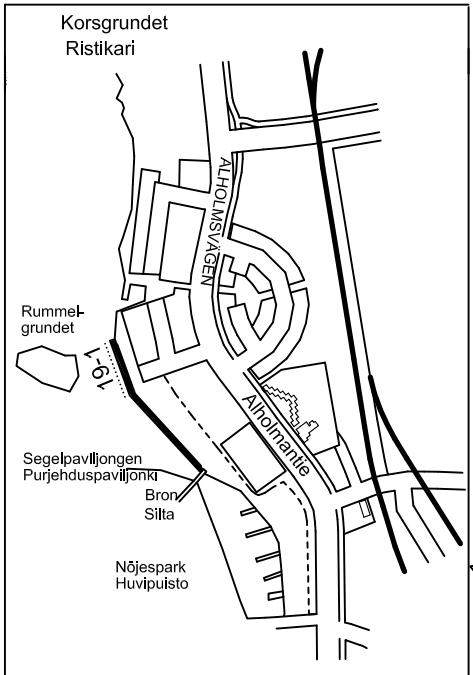 Korsgrundet
Ristikari
ALHOLMSVÄGEN
Rummel-
grundet
19-1
Alholmantie
Segelpaviljongen
Purjehduspaviljonki
Bron
Silta
Nöjespark
Huvipuisto